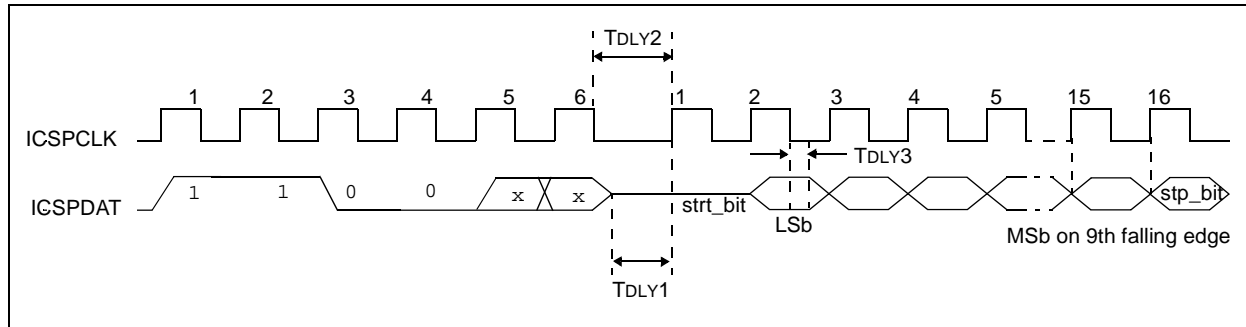 TDLY2
1 2 3 4 5 6 1 2 3 4 5 15 16
ICSPCLK
TDLY3
ICSPDAT
1 1 0 0 x x strt_bit stp_bit
LSb
MSb on 9th falling edge
TDLY1